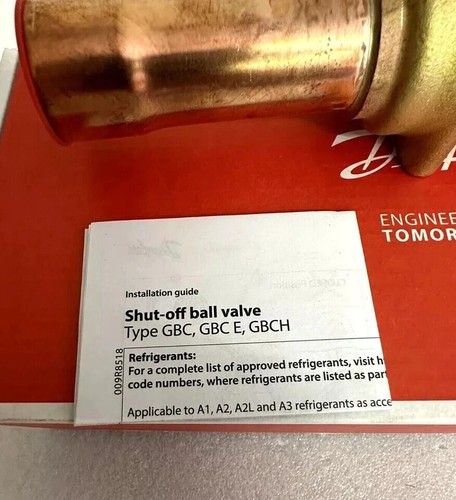 ENGINEE
TOMOR
Installation guide
Shut-off ball valve
Type GBC, GBC E, GBCH
009R8518
Refrigerants:
For a complete list of approved refrigerants, visit h
code numbers, where refrigerants are listed as par
Applicable to A1, A2, A2L and A3 refrigerants as acce